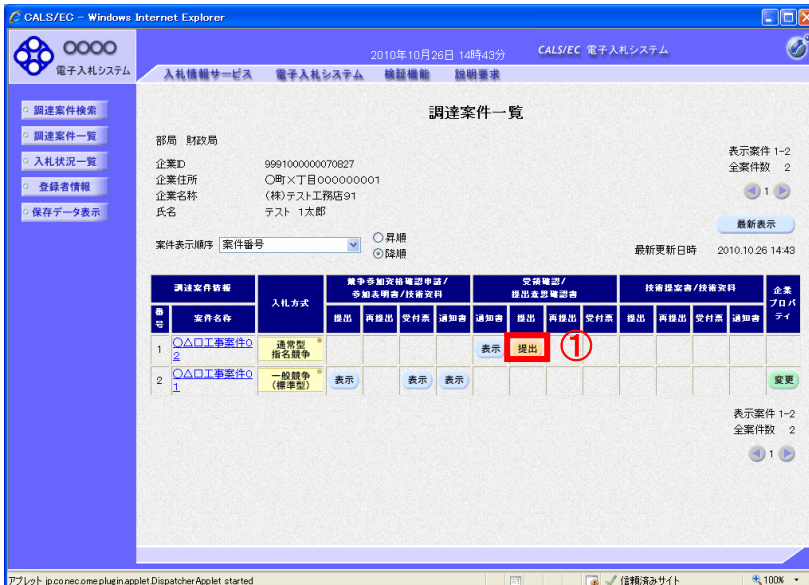 CALS/EC - Windows Internet Explorer
OOOO
電子入札システム
2010年10月26日 14時43分
CALS/EC 電子入札システム
入札情報サービス 電子入札システム 検証機能 説明要求
調達案件検索
調達案件一覧
入札状況一覧
登録者情報
保存データ表示
調達案件一覧
部局 財政局
企業ID 9991000000070827
企業住所 〇町×丁目000000001
企業名称 (株)テスト工務店91
氏名 テスト 1太郎
表示案件 1-2
全案件数 2
1
最新表示
案件表示順序 案件番号
昇順
降順
最新更新日時 2010.10.26 14:43
調達案件情報 入札方式 競争参加資格確認申請/参加表明書/技術資料 受領確認/提出意思確認書 技術提案書/技術資料 企業プロパティ
番号 案件名称 提出 再提出 受付票 通知書 通知書 提出 再提出 受付票 提出 再提出 受付票 通知書
1 〇△口工事案件02 通常型指名競争 表示 提出 ①
2 〇△口工事案件01 一般競争(標準型) 表示 表示 表示 変更
表示案件 1-2
全案件数 2
1
アプレット jp.co.nec.ome.plugin.applet.DispatcherApplet started
信頼済みサイト
100%